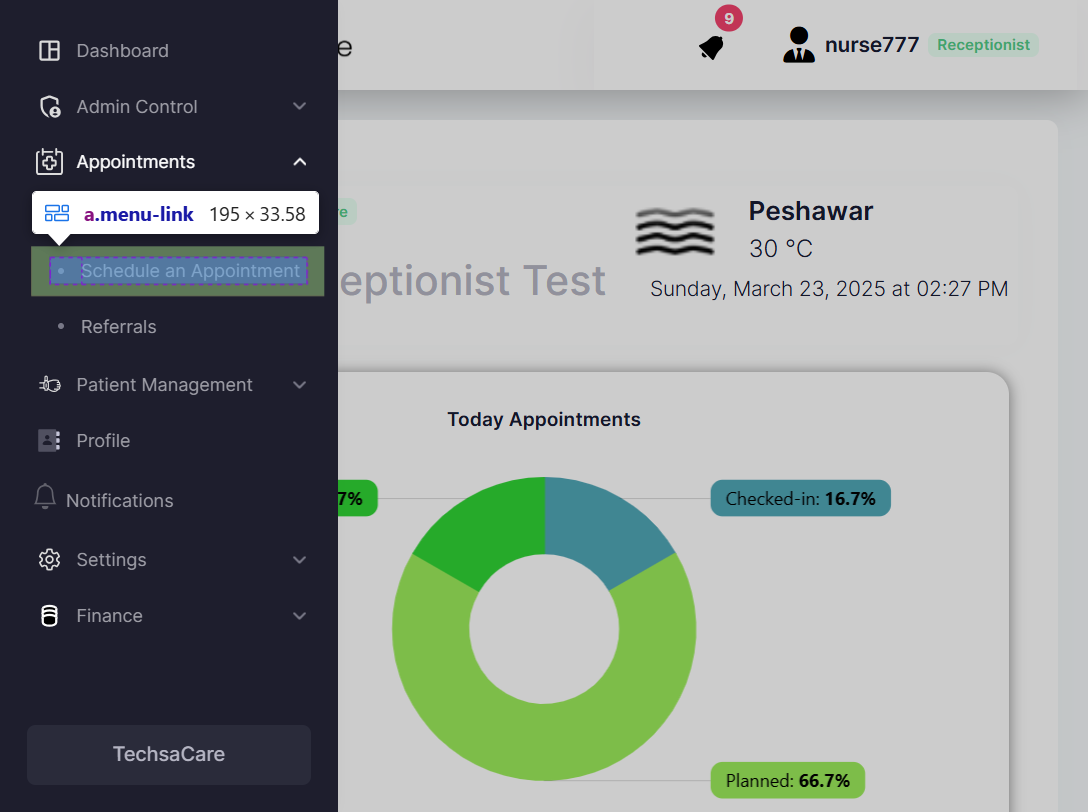 Dashboard
Admin Control
Appointments
a.menu-link 195 × 33.58
Schedule an Appointment
Referrals
Patient Management
Profile
Notifications
Settings
Finance
TechsaCare
e
9
nurse777 Receptionist
re
eptionist Test
Peshawar
30 °C
Sunday, March 23, 2025 at 02:27 PM
Today Appointments
7%
Checked-in: 16.7%
Planned: 66.7%